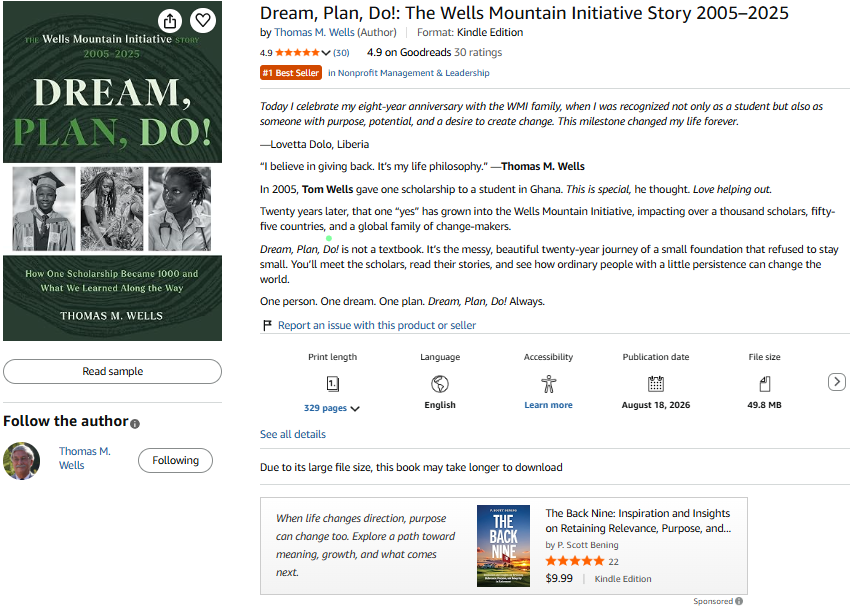 THE Wells Mountain Initiative STORY
2005–2025
DREAM,
PLAN, DO!
How One Scholarship Became 1000 and
What We Learned Along the Way
THOMAS M. WELLS
Read sample
Follow the author
Thomas M.
Wells
Following
Dream, Plan, Do!: The Wells Mountain Initiative Story 2005–2025
by Thomas M. Wells (Author) | Format: Kindle Edition
4.9 (30) 4.9 on Goodreads 30 ratings
#1 Best Seller in Nonprofit Management & Leadership
Today I celebrate my eight-year anniversary with the WMI family, when I was recognized not only as a student but also as
someone with purpose, potential, and a desire to create change. This milestone changed my life forever.
—Lovetta Dolo, Liberia
“I believe in giving back. It’s my life philosophy.” —Thomas M. Wells
In 2005, Tom Wells gave one scholarship to a student in Ghana. This is special, he thought. Love helping out.
Twenty years later, that one “yes” has grown into the Wells Mountain Initiative, impacting over a thousand scholars, fifty-
five countries, and a global family of change-makers.
Dream, Plan, Do! is not a textbook. It’s the messy, beautiful twenty-year journey of a small foundation that refused to stay
small. You’ll meet the scholars, read their stories, and see how ordinary people with a little persistence can change the
world.
One person. One dream. One plan. Dream, Plan, Do! Always.
Report an issue with this product or seller
Print length Language Accessibility Publication date File size
1.
329 pages English Learn more August 18, 2026 49.8 MB
See all details
Due to its large file size, this book may take longer to download
When life changes direction, purpose
can change too. Explore a path toward
meaning, growth, and what comes
next.
P. SCOTT BENING
THE
BACK
NINE
The Back Nine: Inspiration and Insights
on Retaining Relevance, Purpose, and...
by P. Scott Bening
22
$9.99 | Kindle Edition
Sponsored